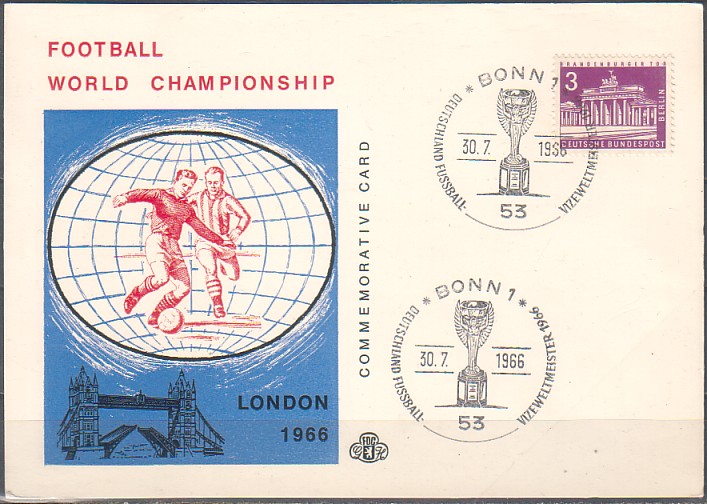 FOOTBALL
WORLD CHAMPIONSHIP
COMMEMORATIVE CARD
LONDON
1966
FDC
* BONN 1 *
30.7. 1966
DEUTSCHLAND FUSSBALL-
VIZEWELTMEISTER
53
BRANDENBURGER TOR
3
BERLIN
DEUTSCHE BUNDESPOST
* BONN 1 *
30.7. 1966
DEUTSCHLAND FUSSBALL-
VIZEWELTMEISTER 1966
53